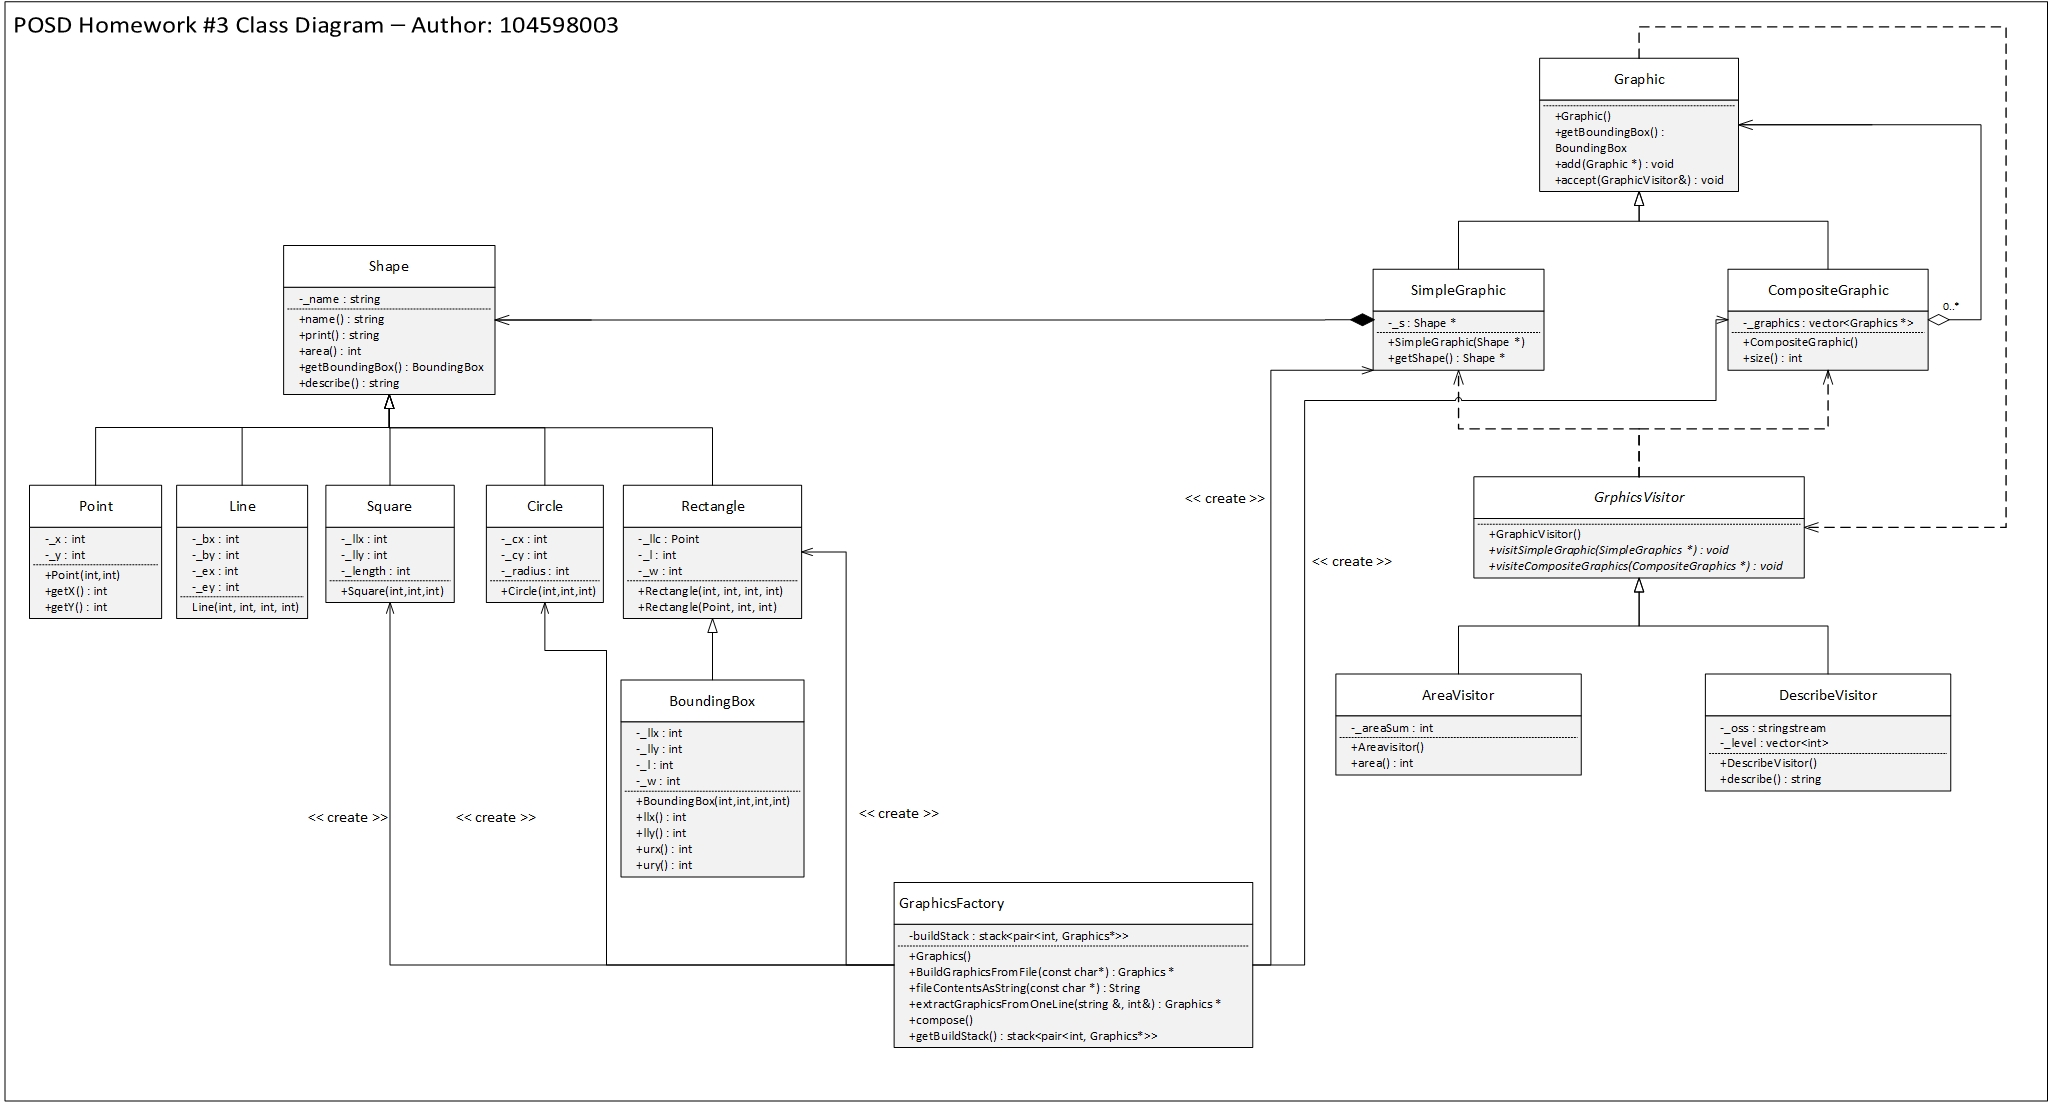 POSD Homework #3 Class Diagram – Author: 104598003
Graphic
+Graphic()
+getBoundingBox() :
BoundingBox
+add(Graphic *) : void
+accept(GraphicVisitor&) : void
Shape
-_name : string
+name() : string
+print() : string
+area() : int
+getBoundingBox() : BoundingBox
+describe() : string
SimpleGraphic
-_s : Shape *
+SimpleGraphic(Shape *)
+getShape() : Shape *
CompositeGraphic
-_graphics : vector<Graphic *>
+CompositeGraphic()
+size() : int
0..*
Point
-_x : int
-_y : int
+Point(int,int)
+getX() : int
+getY() : int
Line
-_bx : int
-_by : int
-_ex : int
-_ey : int
Line(int, int, int, int)
Square
-_llx : int
-_lly : int
-_length : int
+Square(int,int,int)
Circle
-_cx : int
-_cy : int
-_radius : int
+Circle(int,int,int)
Rectangle
-_llc : Point
-_l : int
-_w : int
+Rectangle(int, int, int, int)
+Rectangle(Point, int, int)
<< create >>
<< create >>
GrphicsVisitor
+GraphicVisitor()
+visitSimpleGraphic(SimpleGraphics *) : void
+visiteCompositeGraphics(CompositeGraphic *) : void
BoundingBox
-_llx : int
-_lly : int
-_l : int
-_w : int
+BoundingBox(int,int,int,int)
+llx() : int
+lly() : int
+urx() : int
+ury() : int
AreaVisitor
-_areaSum : int
+Areavisitor()
+area() : int
DescribeVisitor
-_oss : stringstream
-_level : vector<int>
+DescribeVisitor()
+describe() : string
<< create >>
<< create >>
<< create >>
GraphicsFactory
-buildStack : stack<pair<int, Graphics*>>
+Graphics()
+BuildGraphicsFromFile(const char*) : Graphics *
+fileContentsAsString(const char *) : String
+extractGraphicsFromOneLine(string &, int&) : Graphics *
+compose()
+getBuildStack() : stack<pair<int, Graphics*>>